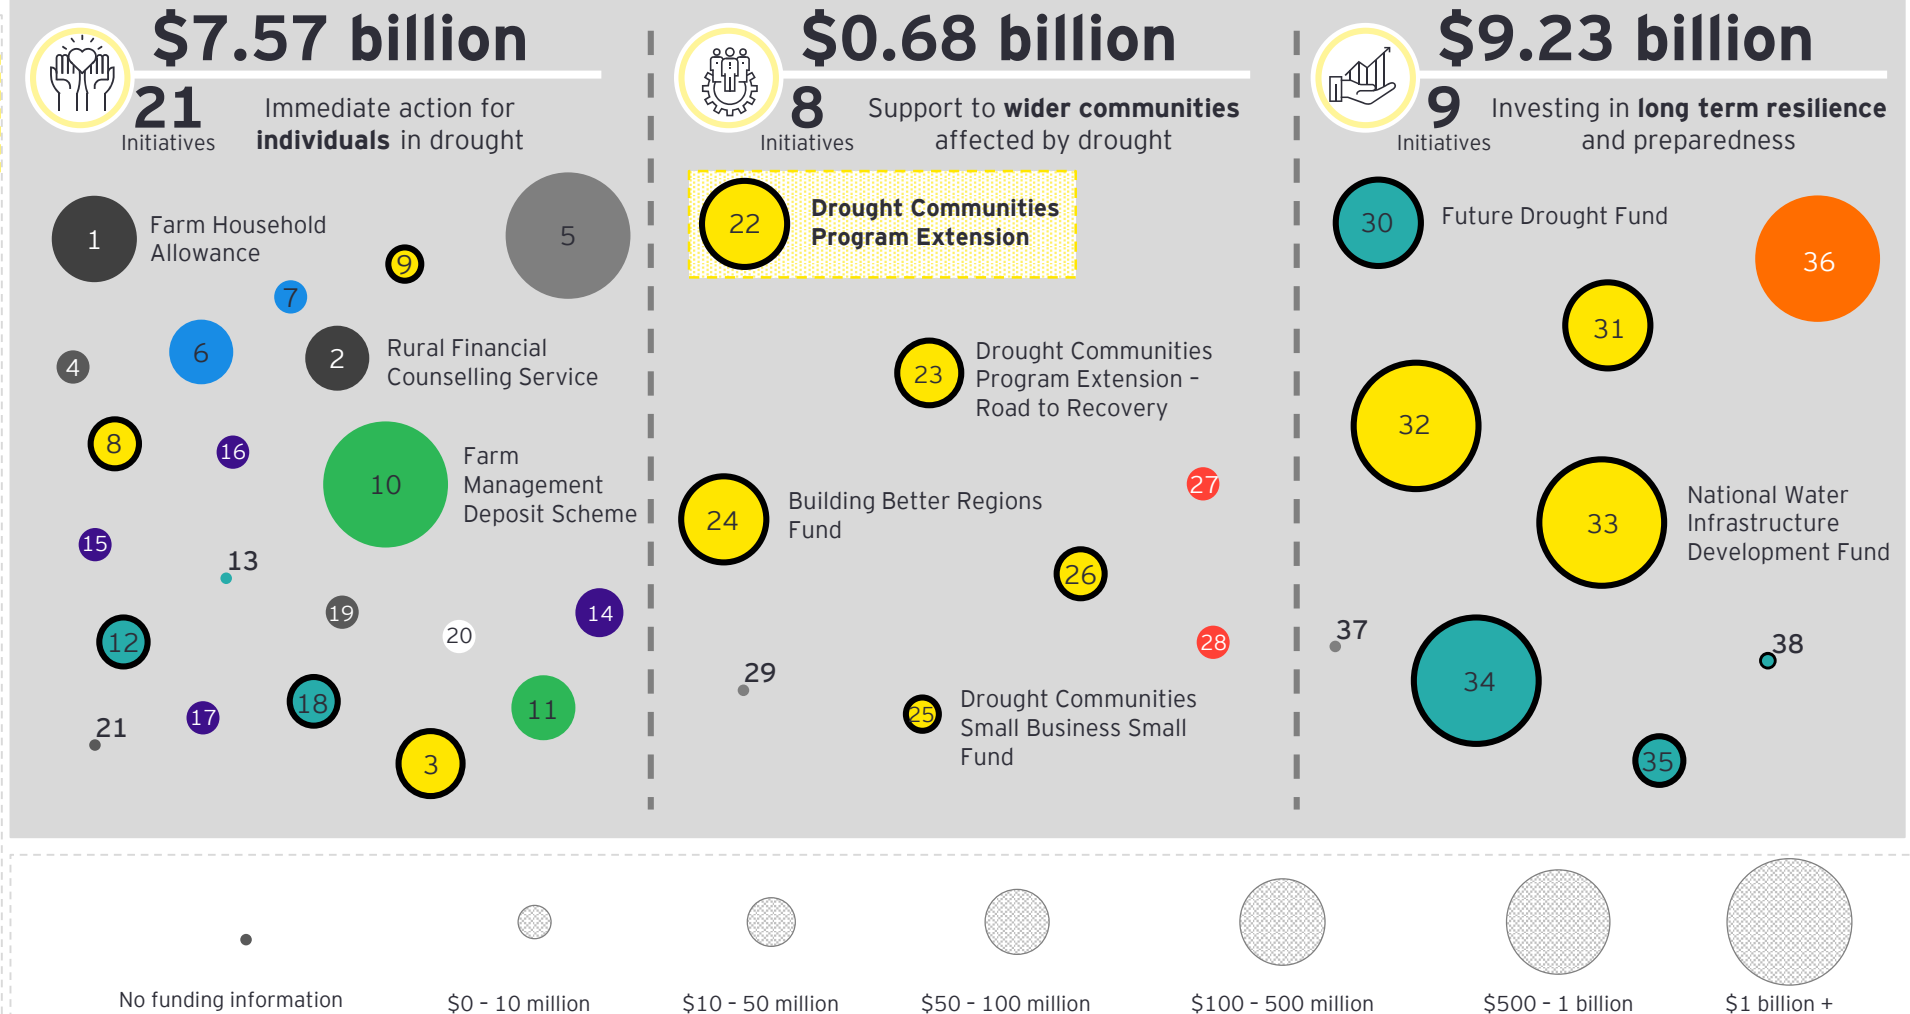 $7.57 billion
21
Initiatives
Immediate action for
individuals in drought
1
Farm Household
Allowance
5
9
7
6
2
Rural Financial
Counselling Service
4
8
16
10
Farm
Management
Deposit Scheme
15
13
19
20
14
12
18
17
11
21
3
$0.68 billion
8
Initiatives
Support to wider communities
affected by drought
22
Drought Communities
Program Extension
23
Drought Communities
Program Extension –
Road to Recovery
27
24
Building Better Regions
Fund
26
28
29
25
Drought Communities
Small Business Small
Fund
$9.23 billion
9
Initiatives
Investing in long term resilience
and preparedness
30
Future Drought Fund
36
31
32
33
National Water
Infrastructure
Development Fund
37
38
34
35
No funding information
$0 – 10 million
$10 – 50 million
$50 – 100 million
$100 – 500 million
$500 – 1 billion
$1 billion +